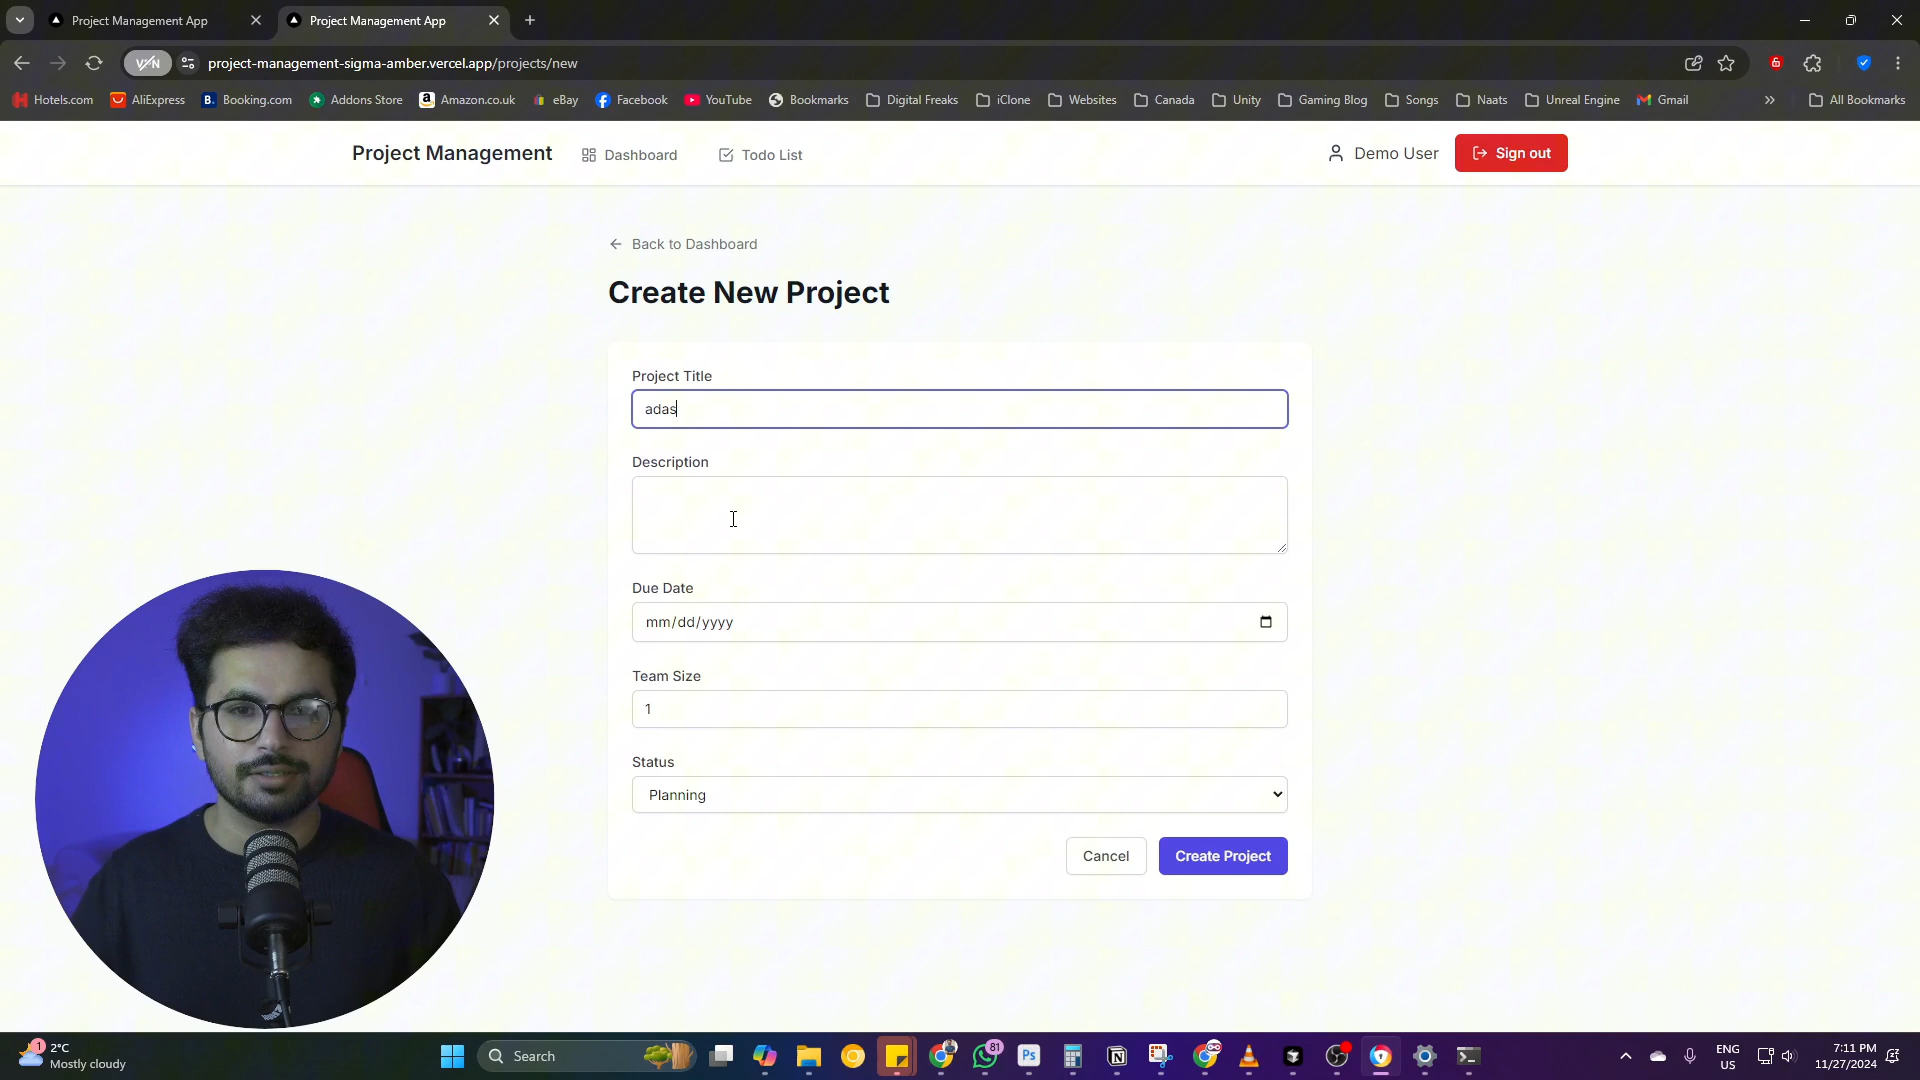 Project Management App
Project Management App
VPN
project-management-sigma-amber.vercel.app/projects/new
Hotels.com AliExpress B. Booking.com Addons Store Amazon.co.uk eBay Facebook YouTube Bookmarks Digital Freaks iClone Websites Canada Unity Gaming Blog Songs Naats Unreal Engine Gmail » All Bookmarks
Project Management Dashboard Todo List Demo User Sign out
Back to Dashboard
Create New Project
Project Title
adas
Description
Due Date
mm/dd/yyyy
Team Size
1
Status
Planning
Cancel Create Project
1 2°C
Mostly cloudy
Search
81
Ps
ENG
US
7:11 PM
11/27/2024